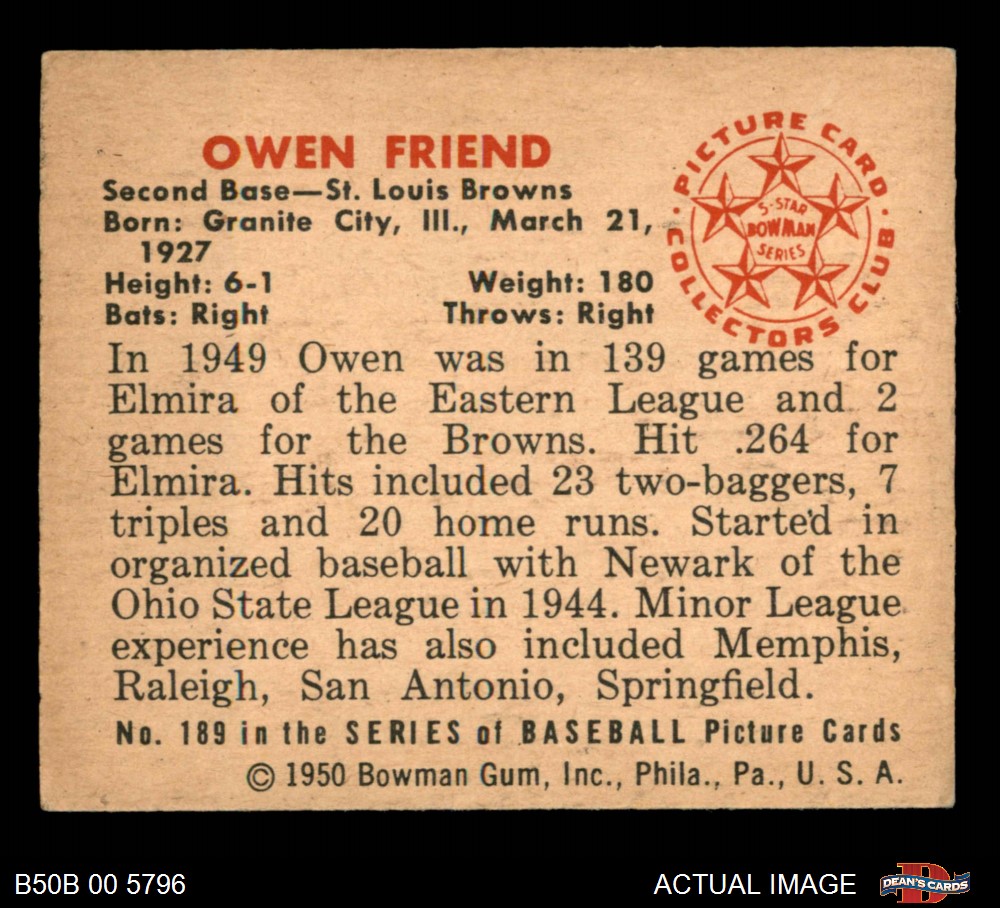 OWEN FRIEND
Second Base—St. Louis Browns
Born: Granite City, Ill., March 21,
1927
Height: 6-1 Weight: 180
Bats: Right Throws: Right
PICTURE CARD
COLLECTORS CLUB
5-STAR
BOWMAN
SERIES
In 1949 Owen was in 139 games for
Elmira of the Eastern League and 2
games for the Browns. Hit .264 for
Elmira. Hits included 23 two-baggers, 7
triples and 20 home runs. Started in
organized baseball with Newark of the
Ohio State League in 1944. Minor League
experience has also included Memphis,
Raleigh, San Antonio, Springfield.
No. 189 in the SERIES of BASEBALL Picture Cards
© 1950 Bowman Gum, Inc., Phila., Pa., U. S. A.
B50B 00 5796
ACTUAL IMAGE
D
DEAN'S CARDS